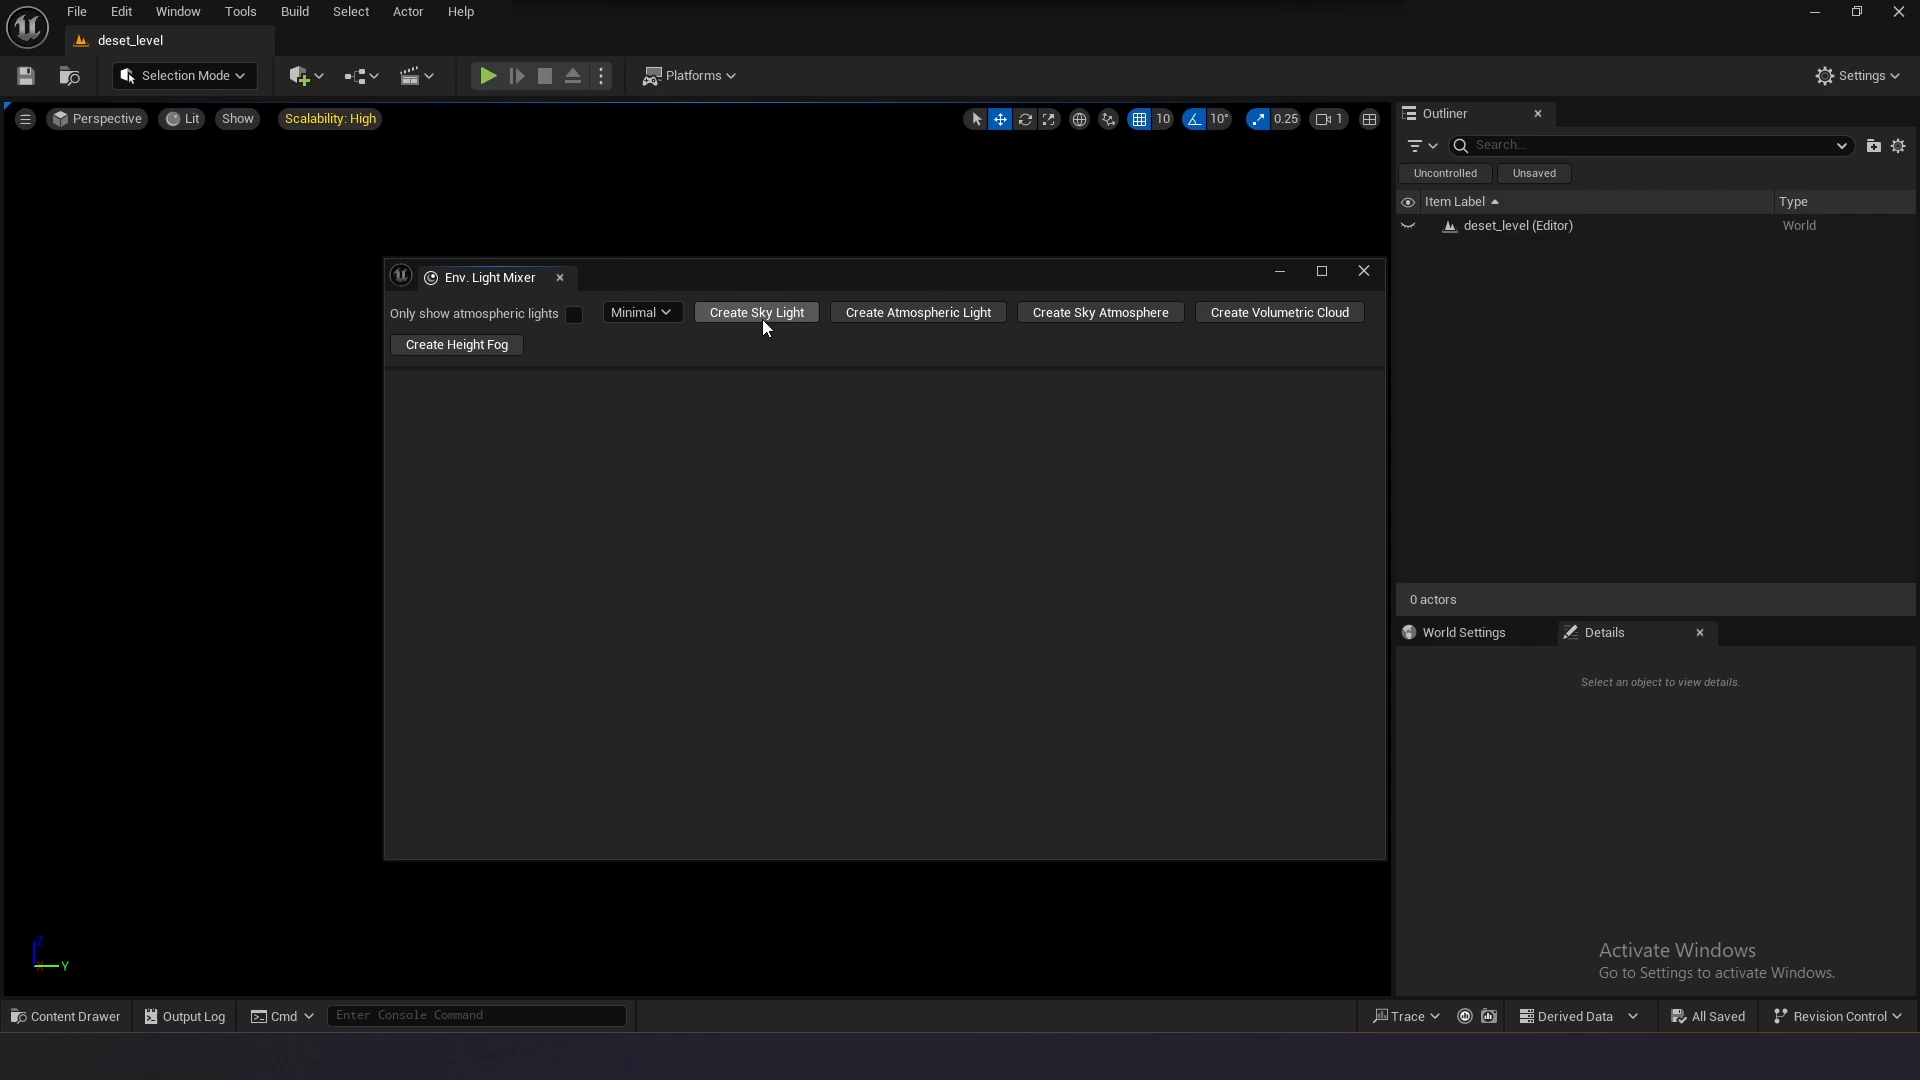 File Edit Window Tools Build Select Actor Help
deset_level
Selection Mode
Platforms
Settings
Perspective Lit Show Scalability: High
10 10° 0.25 1
Outliner
Search...
Uncontrolled Unsaved
Item Label Type
deset_level (Editor) World
Env. Light Mixer
Only show atmospheric lights Minimal Create Sky Light Create Atmospheric Light Create Sky Atmosphere Create Volumetric Cloud
Create Height Fog
0 actors
World Settings Details
Select an object to view details.
Z
Y
Activate Windows
Go to Settings to activate Windows.
Content Drawer Output Log Cmd Enter Console Command Trace Derived Data All Saved Revision Control